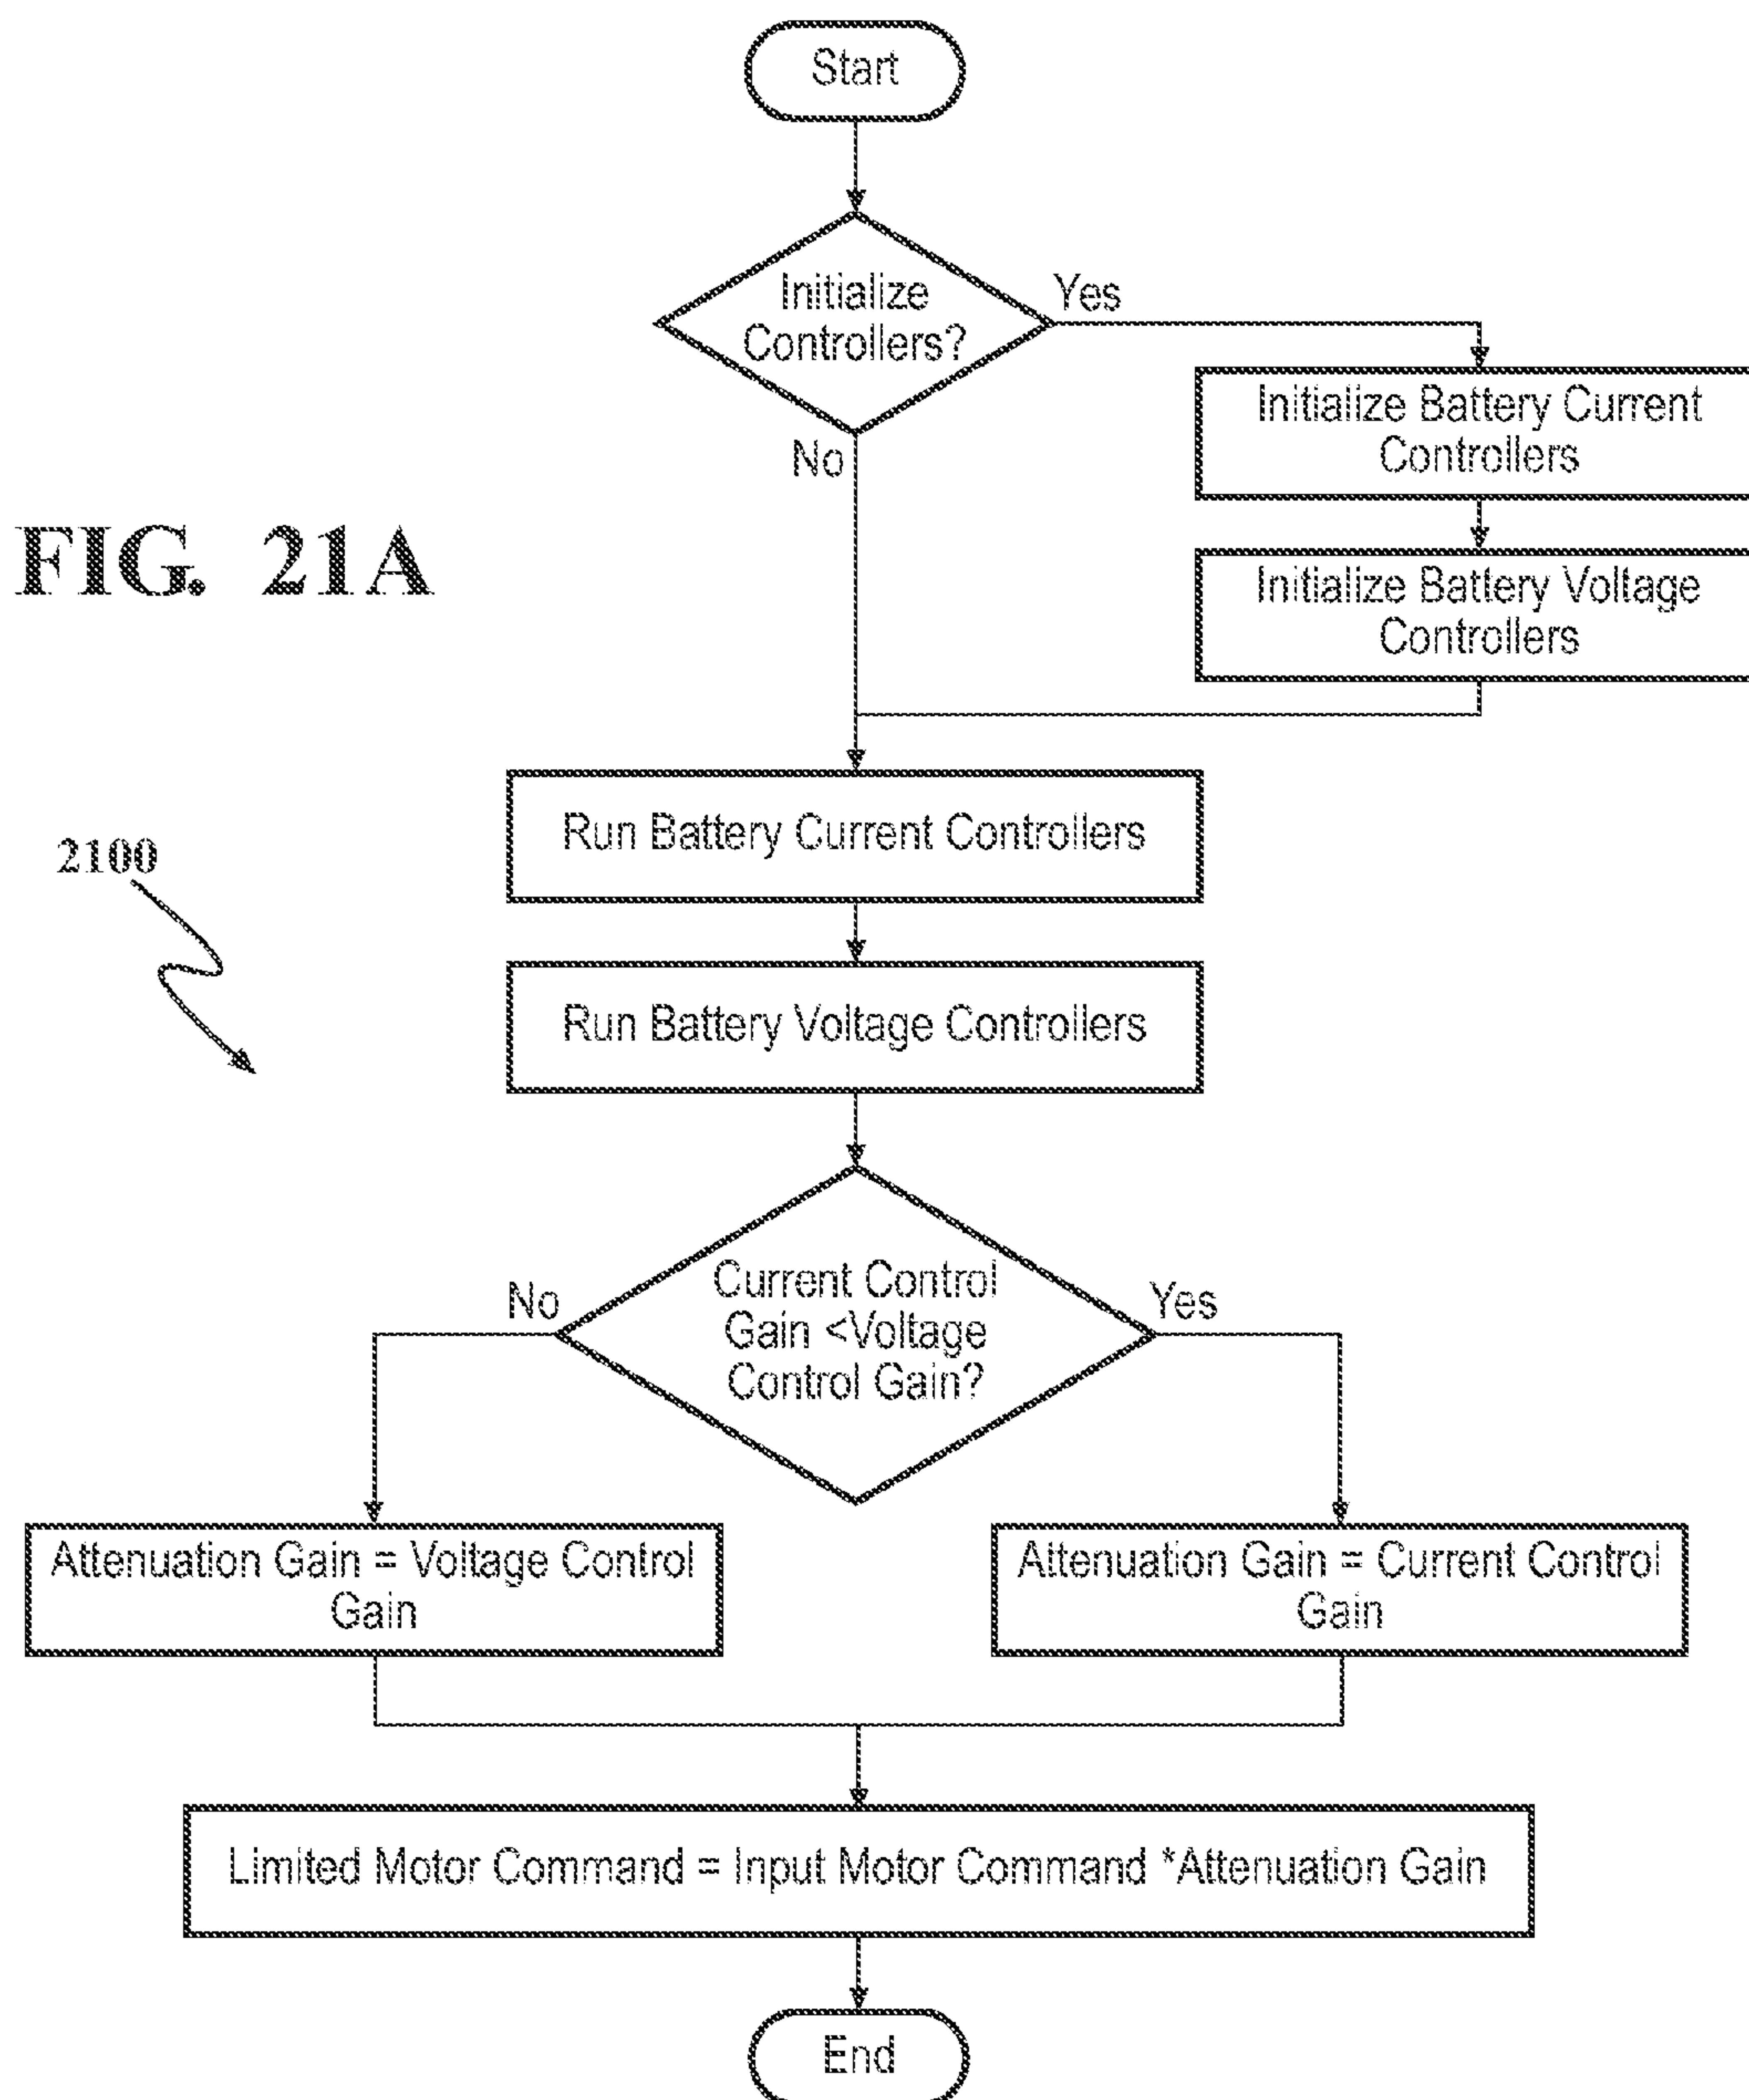 Start
Initialize
Controllers?
Yes
No
Initialize Battery Current
Controllers
Initialize Battery Voltage
Controllers
FIG. 21A
Run Battery Current Controllers
2100
Run Battery Voltage Controllers
Current Control
Gain <Voltage
Control Gain?
No
Yes
Attenuation Gain = Voltage Control
Gain
Attenuation Gain = Current Control
Gain
Limited Motor Command = Input Motor Command *Attenuation Gain
End